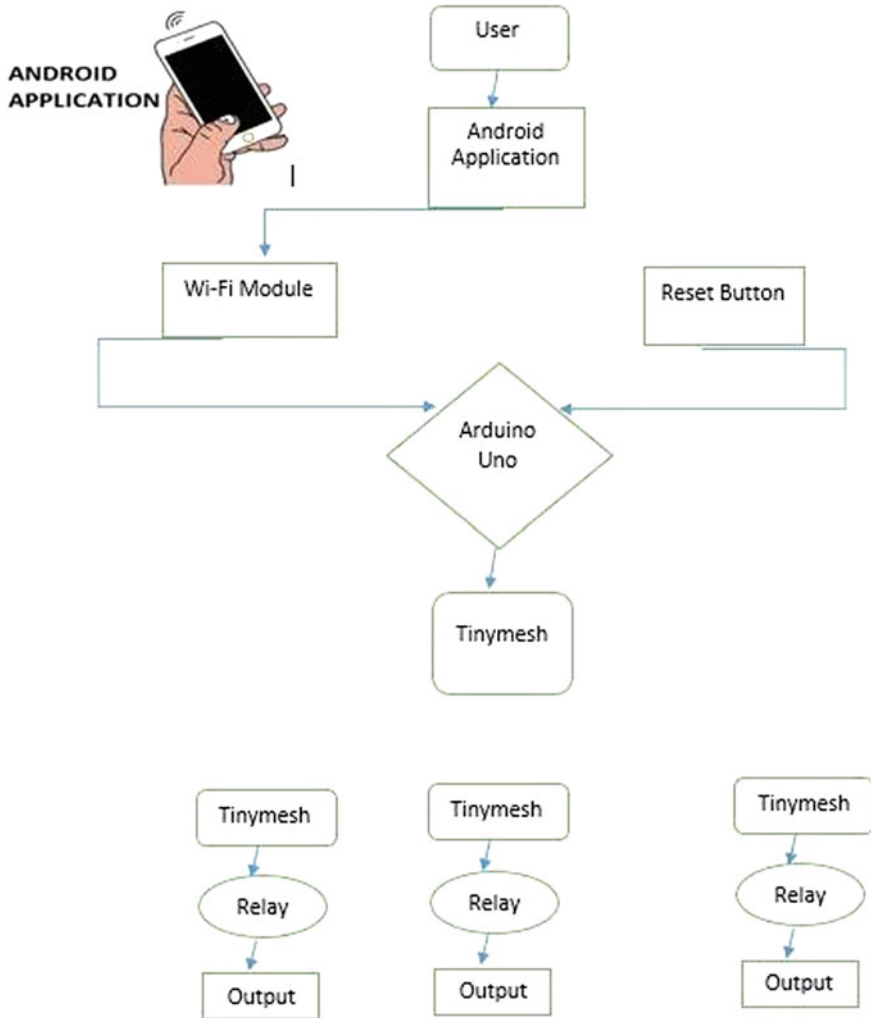 ANDROID
APPLICATION
User
Android
Application
Wi-Fi Module
Reset Button
Arduino
Uno
Tinymesh
Tinymesh
Tinymesh
Tinymesh
Relay
Relay
Relay
Output
Output
Output